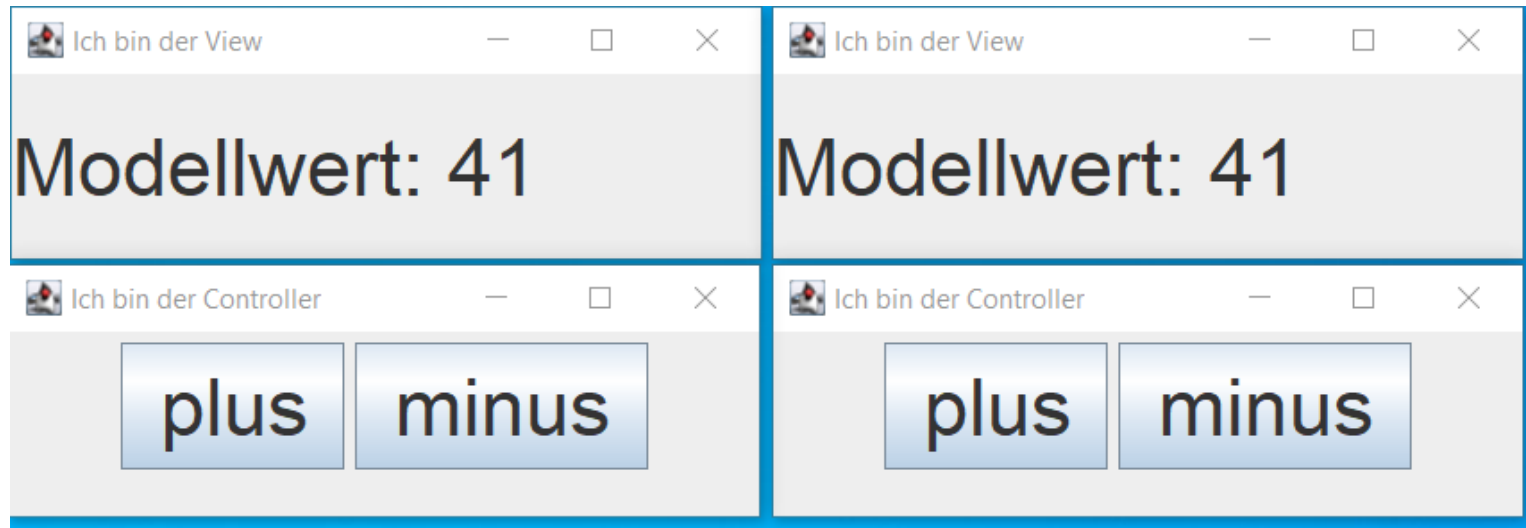 Ich bin der View
Modellwert: 41
Ich bin der Controller
plus minus
Ich bin der View
Modellwert: 41
Ich bin der Controller
plus minus